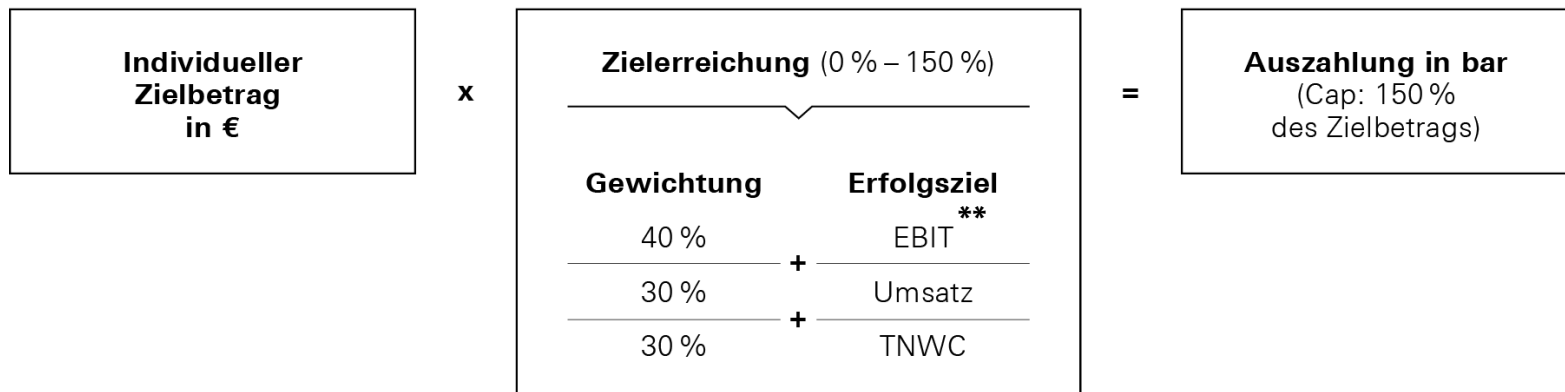 Individueller
Zielbetrag
in €
x
Zielerreichung (0 % – 150 %)
Gewichtung
Erfolgsziel
**
40 %
+
EBIT
30 %
+
Umsatz
30 %
TNWC
=
Auszahlung in bar
(Cap: 150 %
des Zielbetrags)